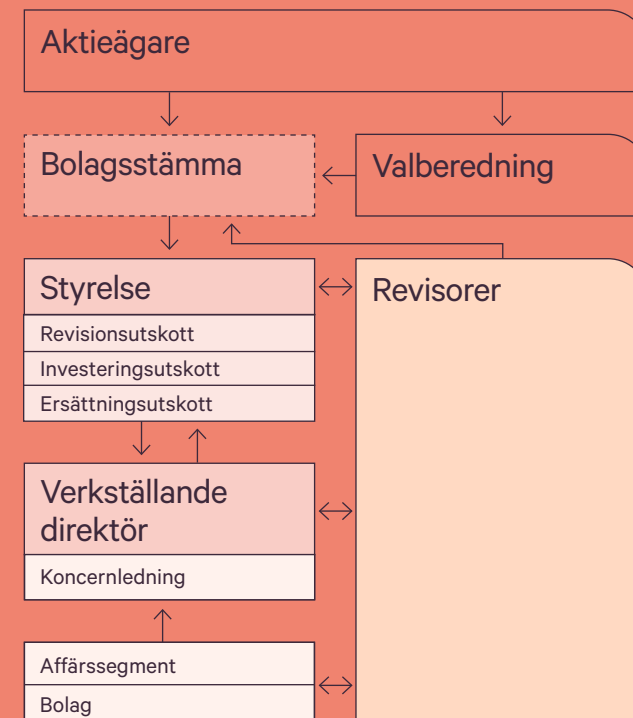 Aktieägare
Bolagsstämma
Valberedning
Styrelse
Revisorer
Revisionsutskott
Investeringsutskott
Ersättningsutskott
Verkställande
direktör
Koncernledning
Affärssegment
Bolag